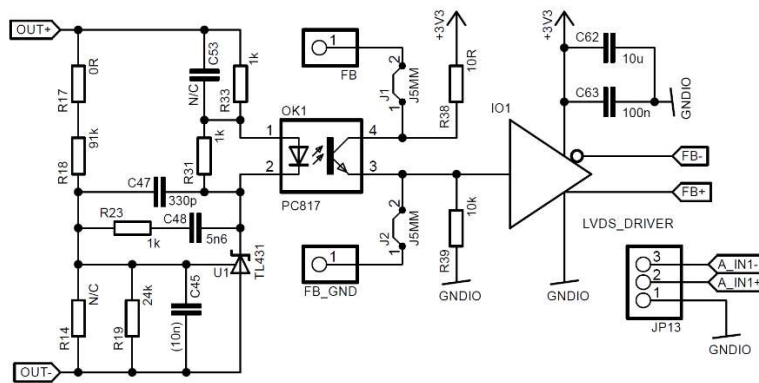 OUT+
R17
0R
C53
N/C
R33
1k
R18
91k
R31
1k
OK1
1
2
4
3
PC817
C47
330p
R23
1k
C48
5n6
U1
TL431
R14
N/C
R19
24k
C45
(10n)
OUT-
1
FB
2
J1
J5MM
1
+3V3
10R
R38
2
J2
J5MM
1
1
FB_GND
10k
R39
GNDIO
IO1
+3V3
C62
10u
C63
100n
GNDIO
FB-
FB+
LVDS_DRIVER
GNDIO
3
2
1
A_IN1-
A_IN1+
JP13
GNDIO